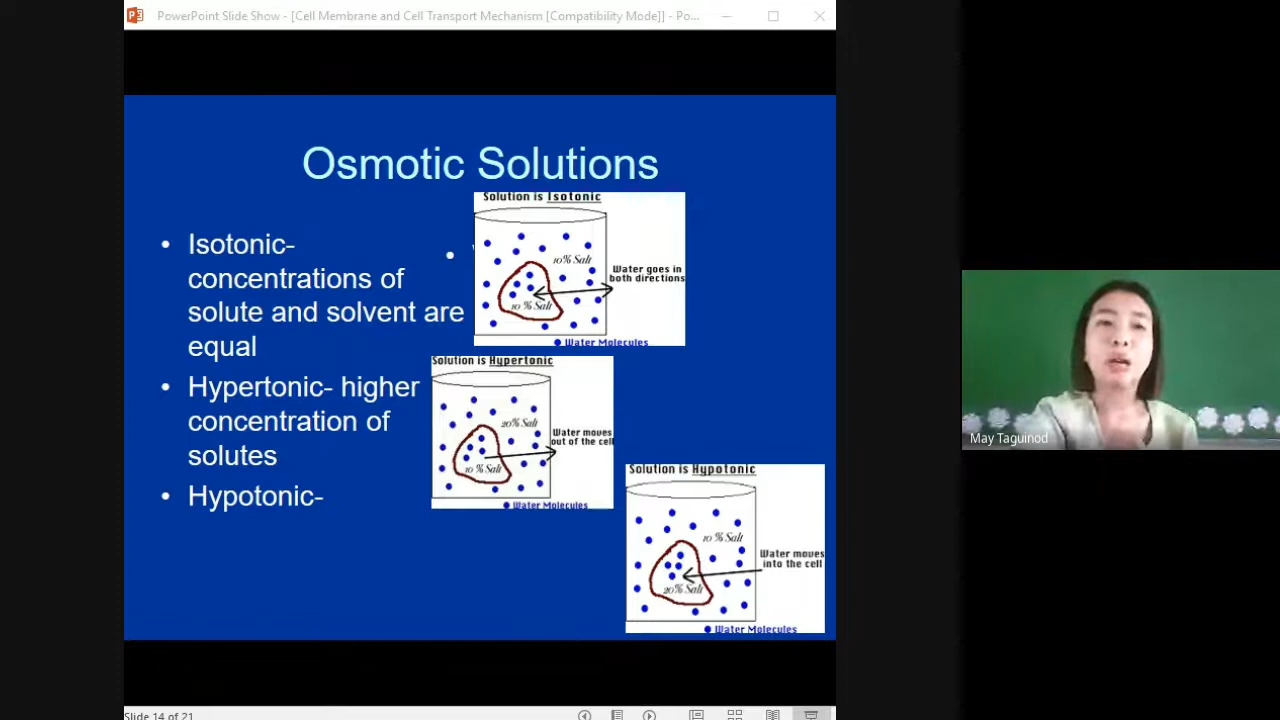 PowerPoint Slide Show - [Cell Membrane and Cell Transport Mechanism [Compatibility Mode]] - Po...
Osmotic Solutions
• Isotonic-
concentrations of
solute and solvent are
equal
• Hypertonic- higher
concentration of
solutes
• Hypotonic-
•
Solution is Isotonic
10% Salt
Water goes in
both directions
10 % Salt
Water Molecules
Solution is Hypertonic
20% Salt
Water moves
out of the cell
10 % Salt
Water Molecules
Solution is Hypotonic
10 % Salt
Water moves
into the cell
20% Salt
Water Molecules
May Taguinod
Slide 14 of 21